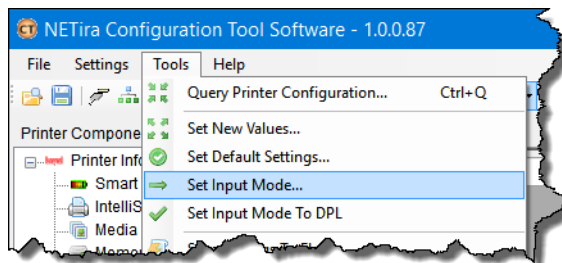 NETira Configuration Tool Software - 1.0.0.87
File Settings Tools Help
Query Printer Configuration... Ctrl+Q
Printer Compone
Set New Values...
Printer Info
Set Default Settings...
Smart
Set Input Mode...
IntelliS
Set Input Mode To DPL
Media